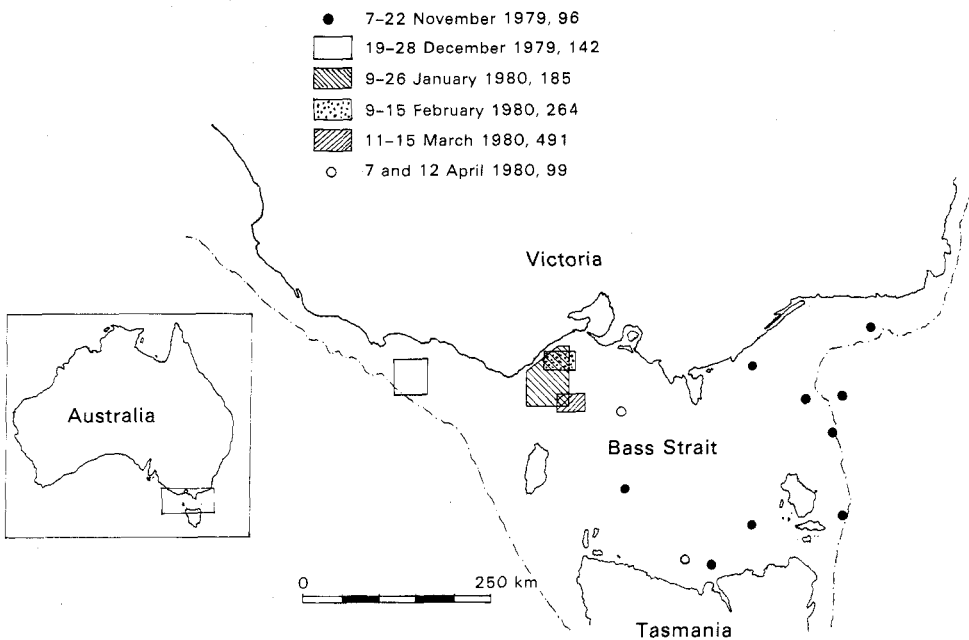 7–22 November 1979, 96
19–28 December 1979, 142
9–26 January 1980, 185
9–15 February 1980, 264
11–15 March 1980, 491
7 and 12 April 1980, 99
Victoria
Australia
Bass Strait
0 250 km
Tasmania